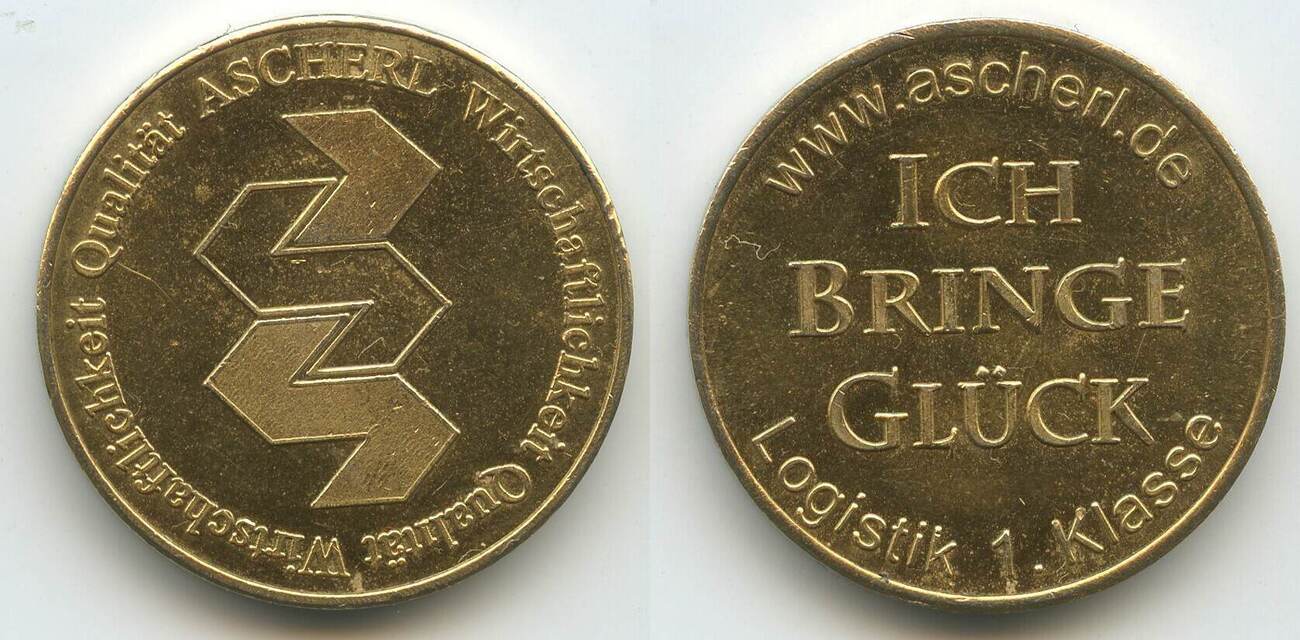 ASCHERL Wirtschaftlichkeit Qualität Wirtschaftlichkeit Qualität
www.ascherl.de
ICH
BRINGE
GLÜCK
Logistik 1. Klasse